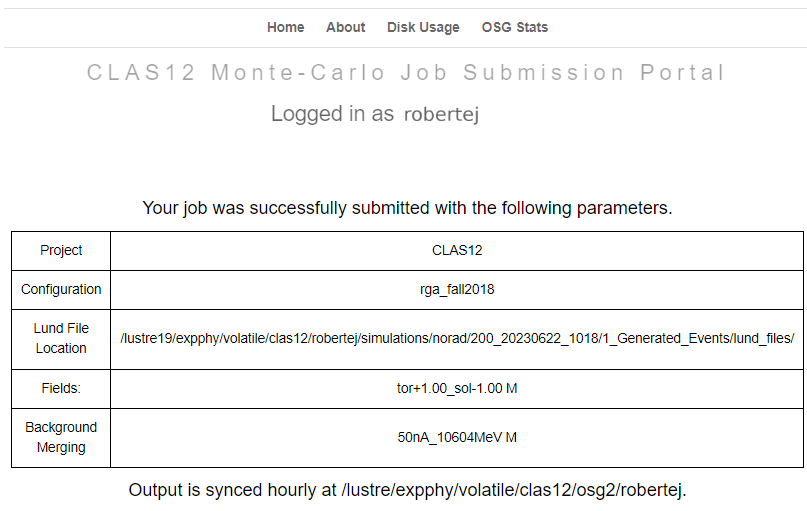 Home About Disk Usage OSG Stats
CLAS12 Monte-Carlo Job Submission Portal
Logged in as robertej
Your job was successfully submitted with the following parameters.
Project CLAS12
Configuration rga_fall2018
Lund File
Location /lustre19/expphy/volatile/clas12/robertej/simulations/norad/200_20230622_1018/1_Generated_Events/lund_files/
Fields: tor+1.00_sol-1.00 M
Background
Merging 50nA_10604MeV M
Output is synced hourly at /lustre/expphy/volatile/clas12/osg2/robertej.